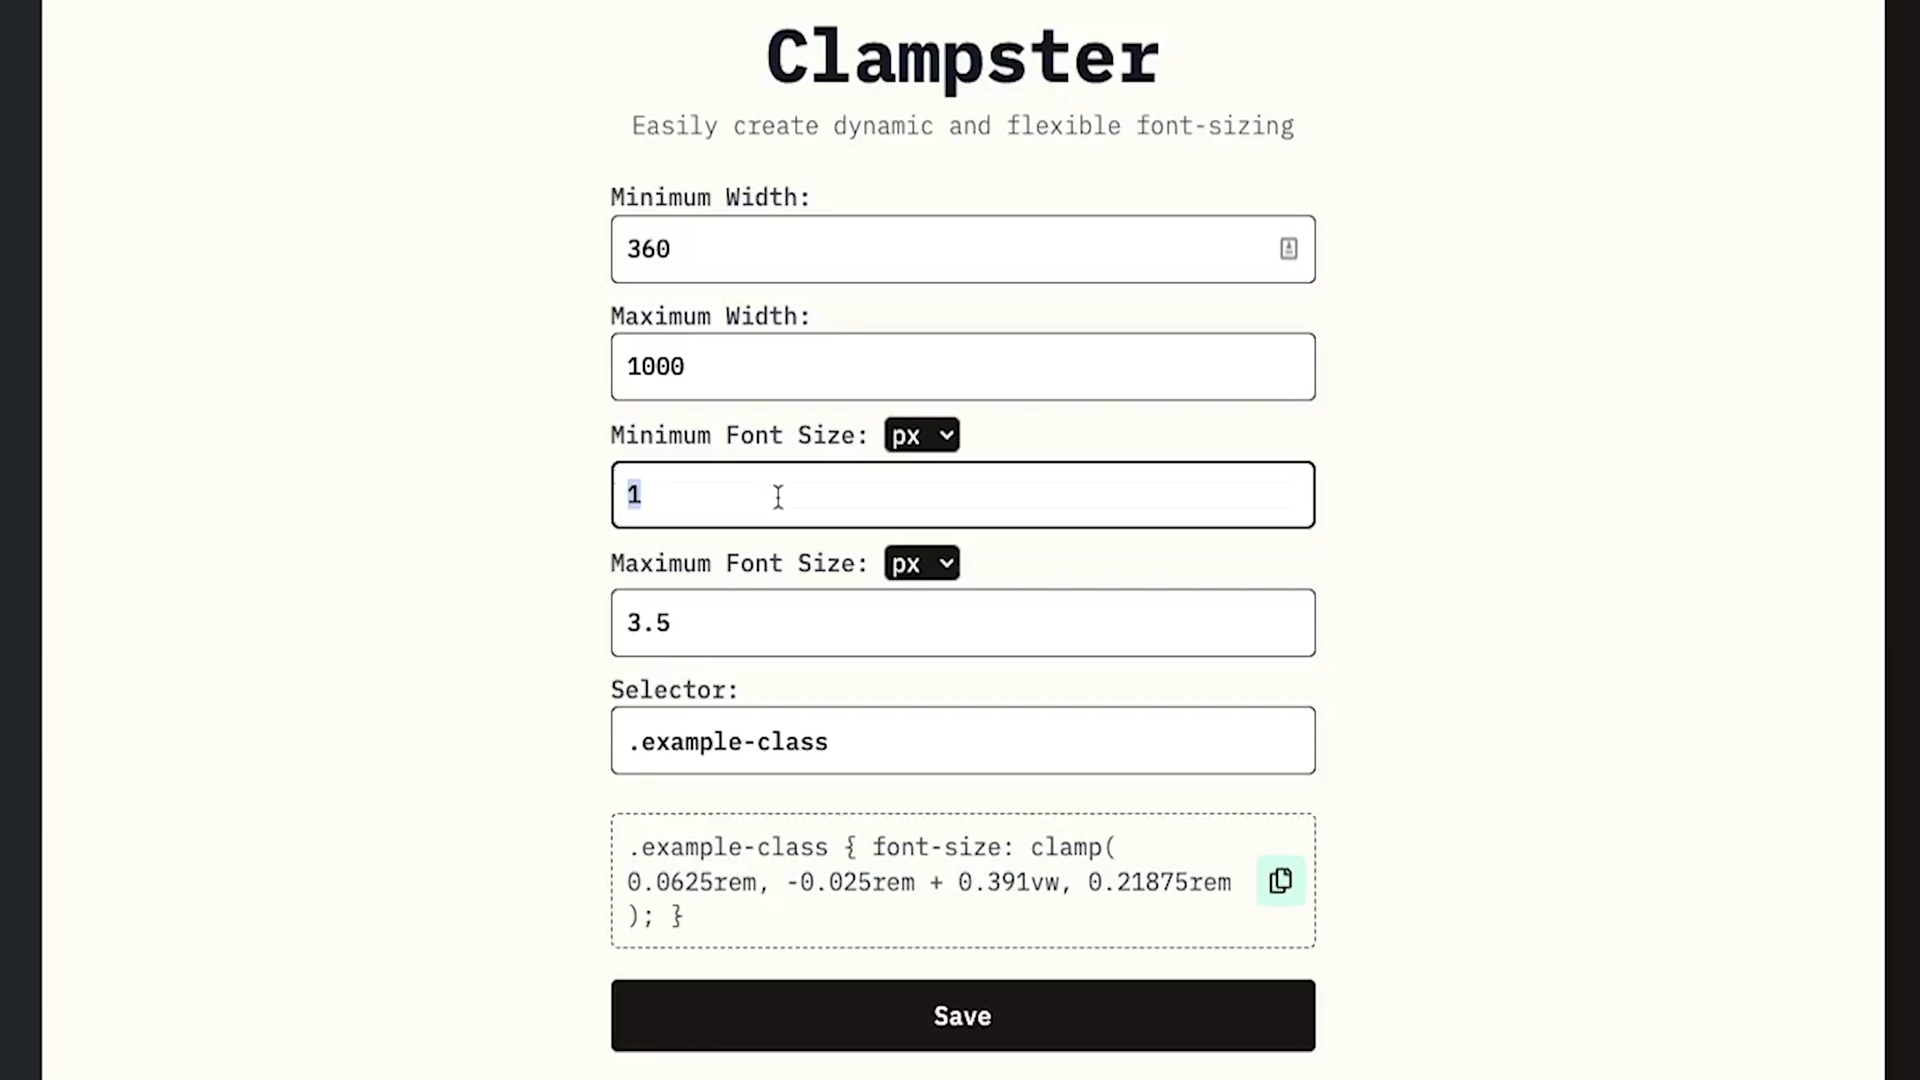 Clampster
Easily create dynamic and flexible font-sizing
Minimum Width:
360
Maximum Width:
1000
Minimum Font Size: px
1
Maximum Font Size: px
3.5
Selector:
.example-class
.example-class { font-size: clamp(
0.0625rem, -0.025rem + 0.391vw, 0.21875rem
); }
Save